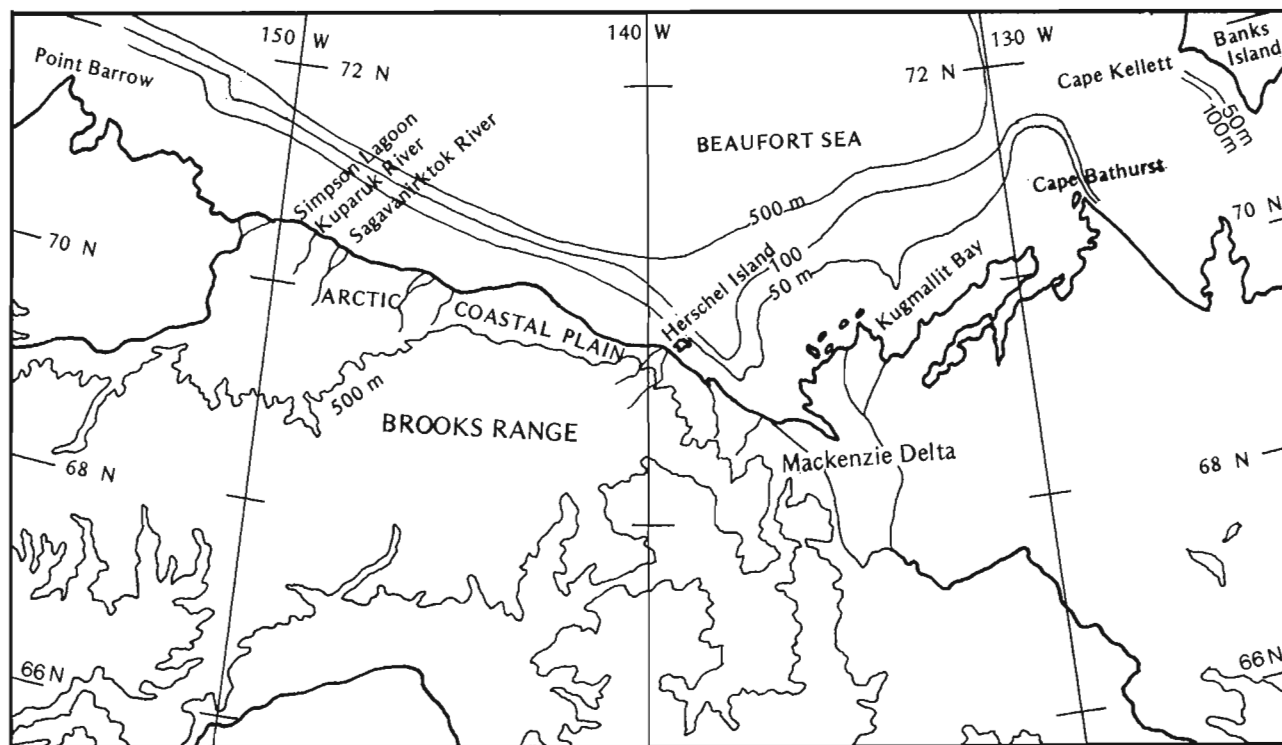 150 W
140 W
130 W
Banks
Island
Point Barrow
72 N
72 N
Cape Kellett
50 m
100 m
BEAUFORT SEA
Simpson Lagoon
Kuparuk River
Sagavanirktok River
Cape Bathurst
500 m
70 N
70 N
Herschel Island
100
50 m
Kugmallit Bay
ARCTIC
COASTAL PLAIN
500 m
BROOKS RANGE
Mackenzie Delta
68 N
68 N
66 N
66 N